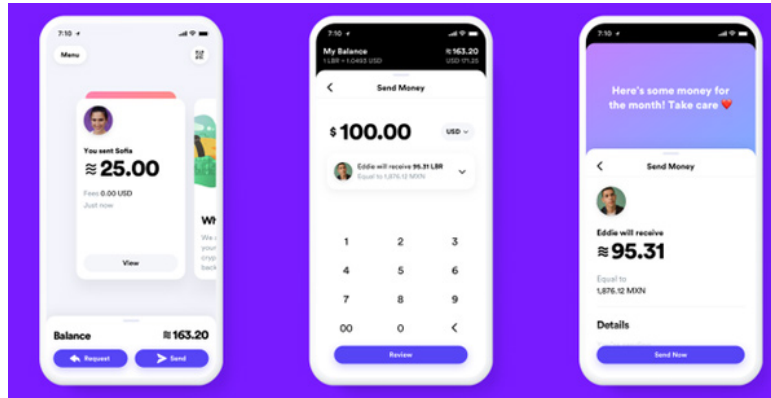 7:10
Menu
You sent Sofia
≋ 25.00
Fees 0.00 USD
Just now
View
Wh
We
your
cryp
back
Balance
≋ 163.20
Request
Send
7:10
My Balance
≋ 163.20
1 LBR = 1.0493 USD
USD 171.25
Send Money
$ 100.00
USD
Eddie will receive 95.31 LBR
Equal to 1,876.12 MXN
1 2 3
4 5 6
7 8 9
00 0 <
Review
7:10
Here's some money for
the month! Take care ❤️
Send Money
Eddie will receive
≋ 95.31
Equal to
1,876.12 MXN
Details
Send Now